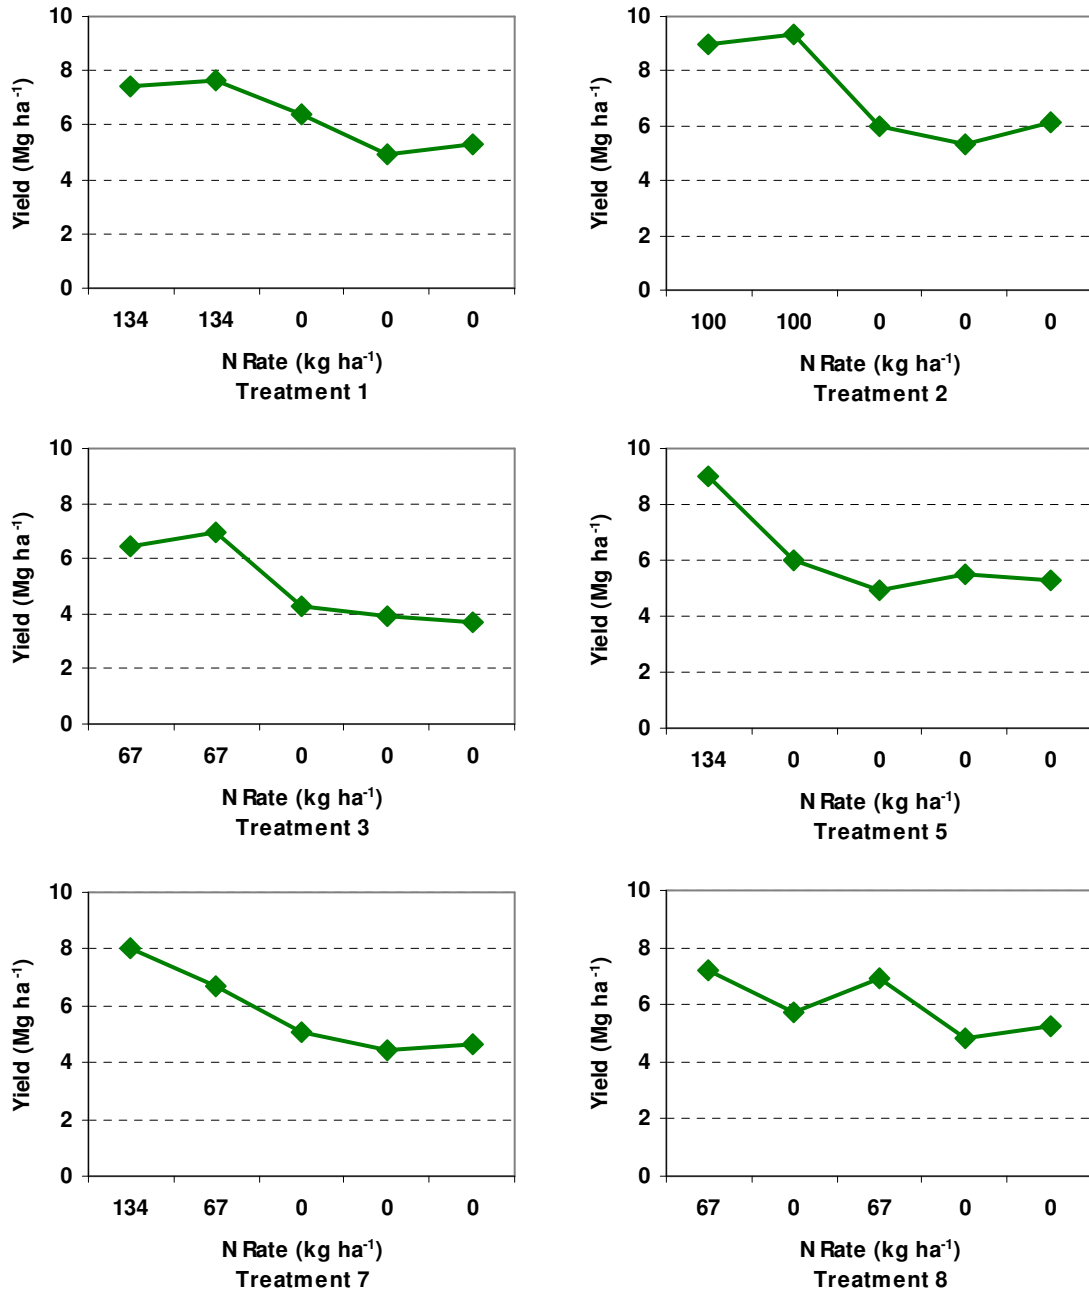 10
8
6
4
2
0
Yield (Mg ha-1)
134 134 0 0 0
N Rate (kg ha-1)
Treatment 1
10
8
6
4
2
0
Yield (Mg ha-1)
100 100 0 0 0
N Rate (kg ha-1)
Treatment 2
10
8
6
4
2
0
Yield (Mg ha-1)
67 67 0 0 0
N Rate (kg ha-1)
Treatment 3
10
8
6
4
2
0
Yield (Mg ha-1)
134 0 0 0 0
N Rate (kg ha-1)
Treatment 5
10
8
6
4
2
0
Yield (Mg ha-1)
134 67 0 0 0
N Rate (kg ha-1)
Treatment 7
10
8
6
4
2
0
Yield (Mg ha-1)
67 0 67 0 0
N Rate (kg ha-1)
Treatment 8